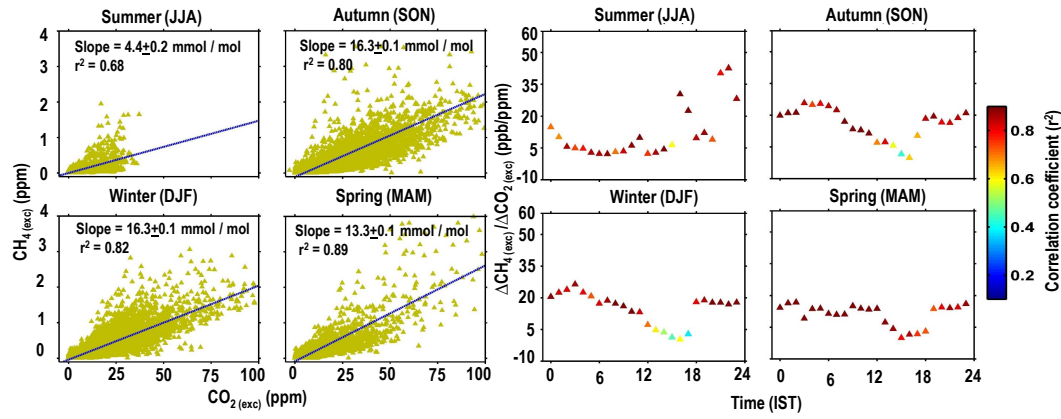 Summer (JJA)
Autumn (SON)
Summer (JJA)
Autumn (SON)
4
3
2
1
0
Slope = 4.4±0.2 mmol / mol
r² = 0.68
Slope = 16.3±0.1 mmol / mol
r² = 0.80
60
50
40
30
20
10
0
-10
Winter (DJF)
Spring (MAM)
Winter (DJF)
Spring (MAM)
4
3
2
1
0
Slope = 16.3±0.1 mmol / mol
r² = 0.82
Slope = 13.3±0.1 mmol / mol
r² = 0.89
60
45
30
20
5
-10
0 25 50 75 100
0 25 50 75 100
0 6 12 18 24
0 6 12 18 24
CH4 (exc) (ppm)
CO2 (exc) (ppm)
ΔCH4 (exc)/ΔCO2 (exc) (ppb/ppm)
Time (IST)
0.8
0.6
0.4
0.2
Correlation coefficient (r²)